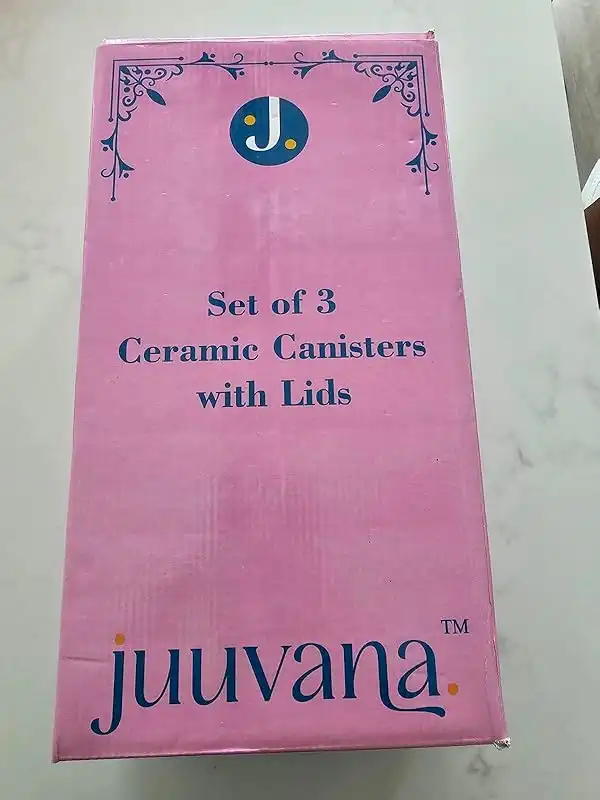 J
Set of 3
Ceramic Canisters
with Lids
juuvana.™